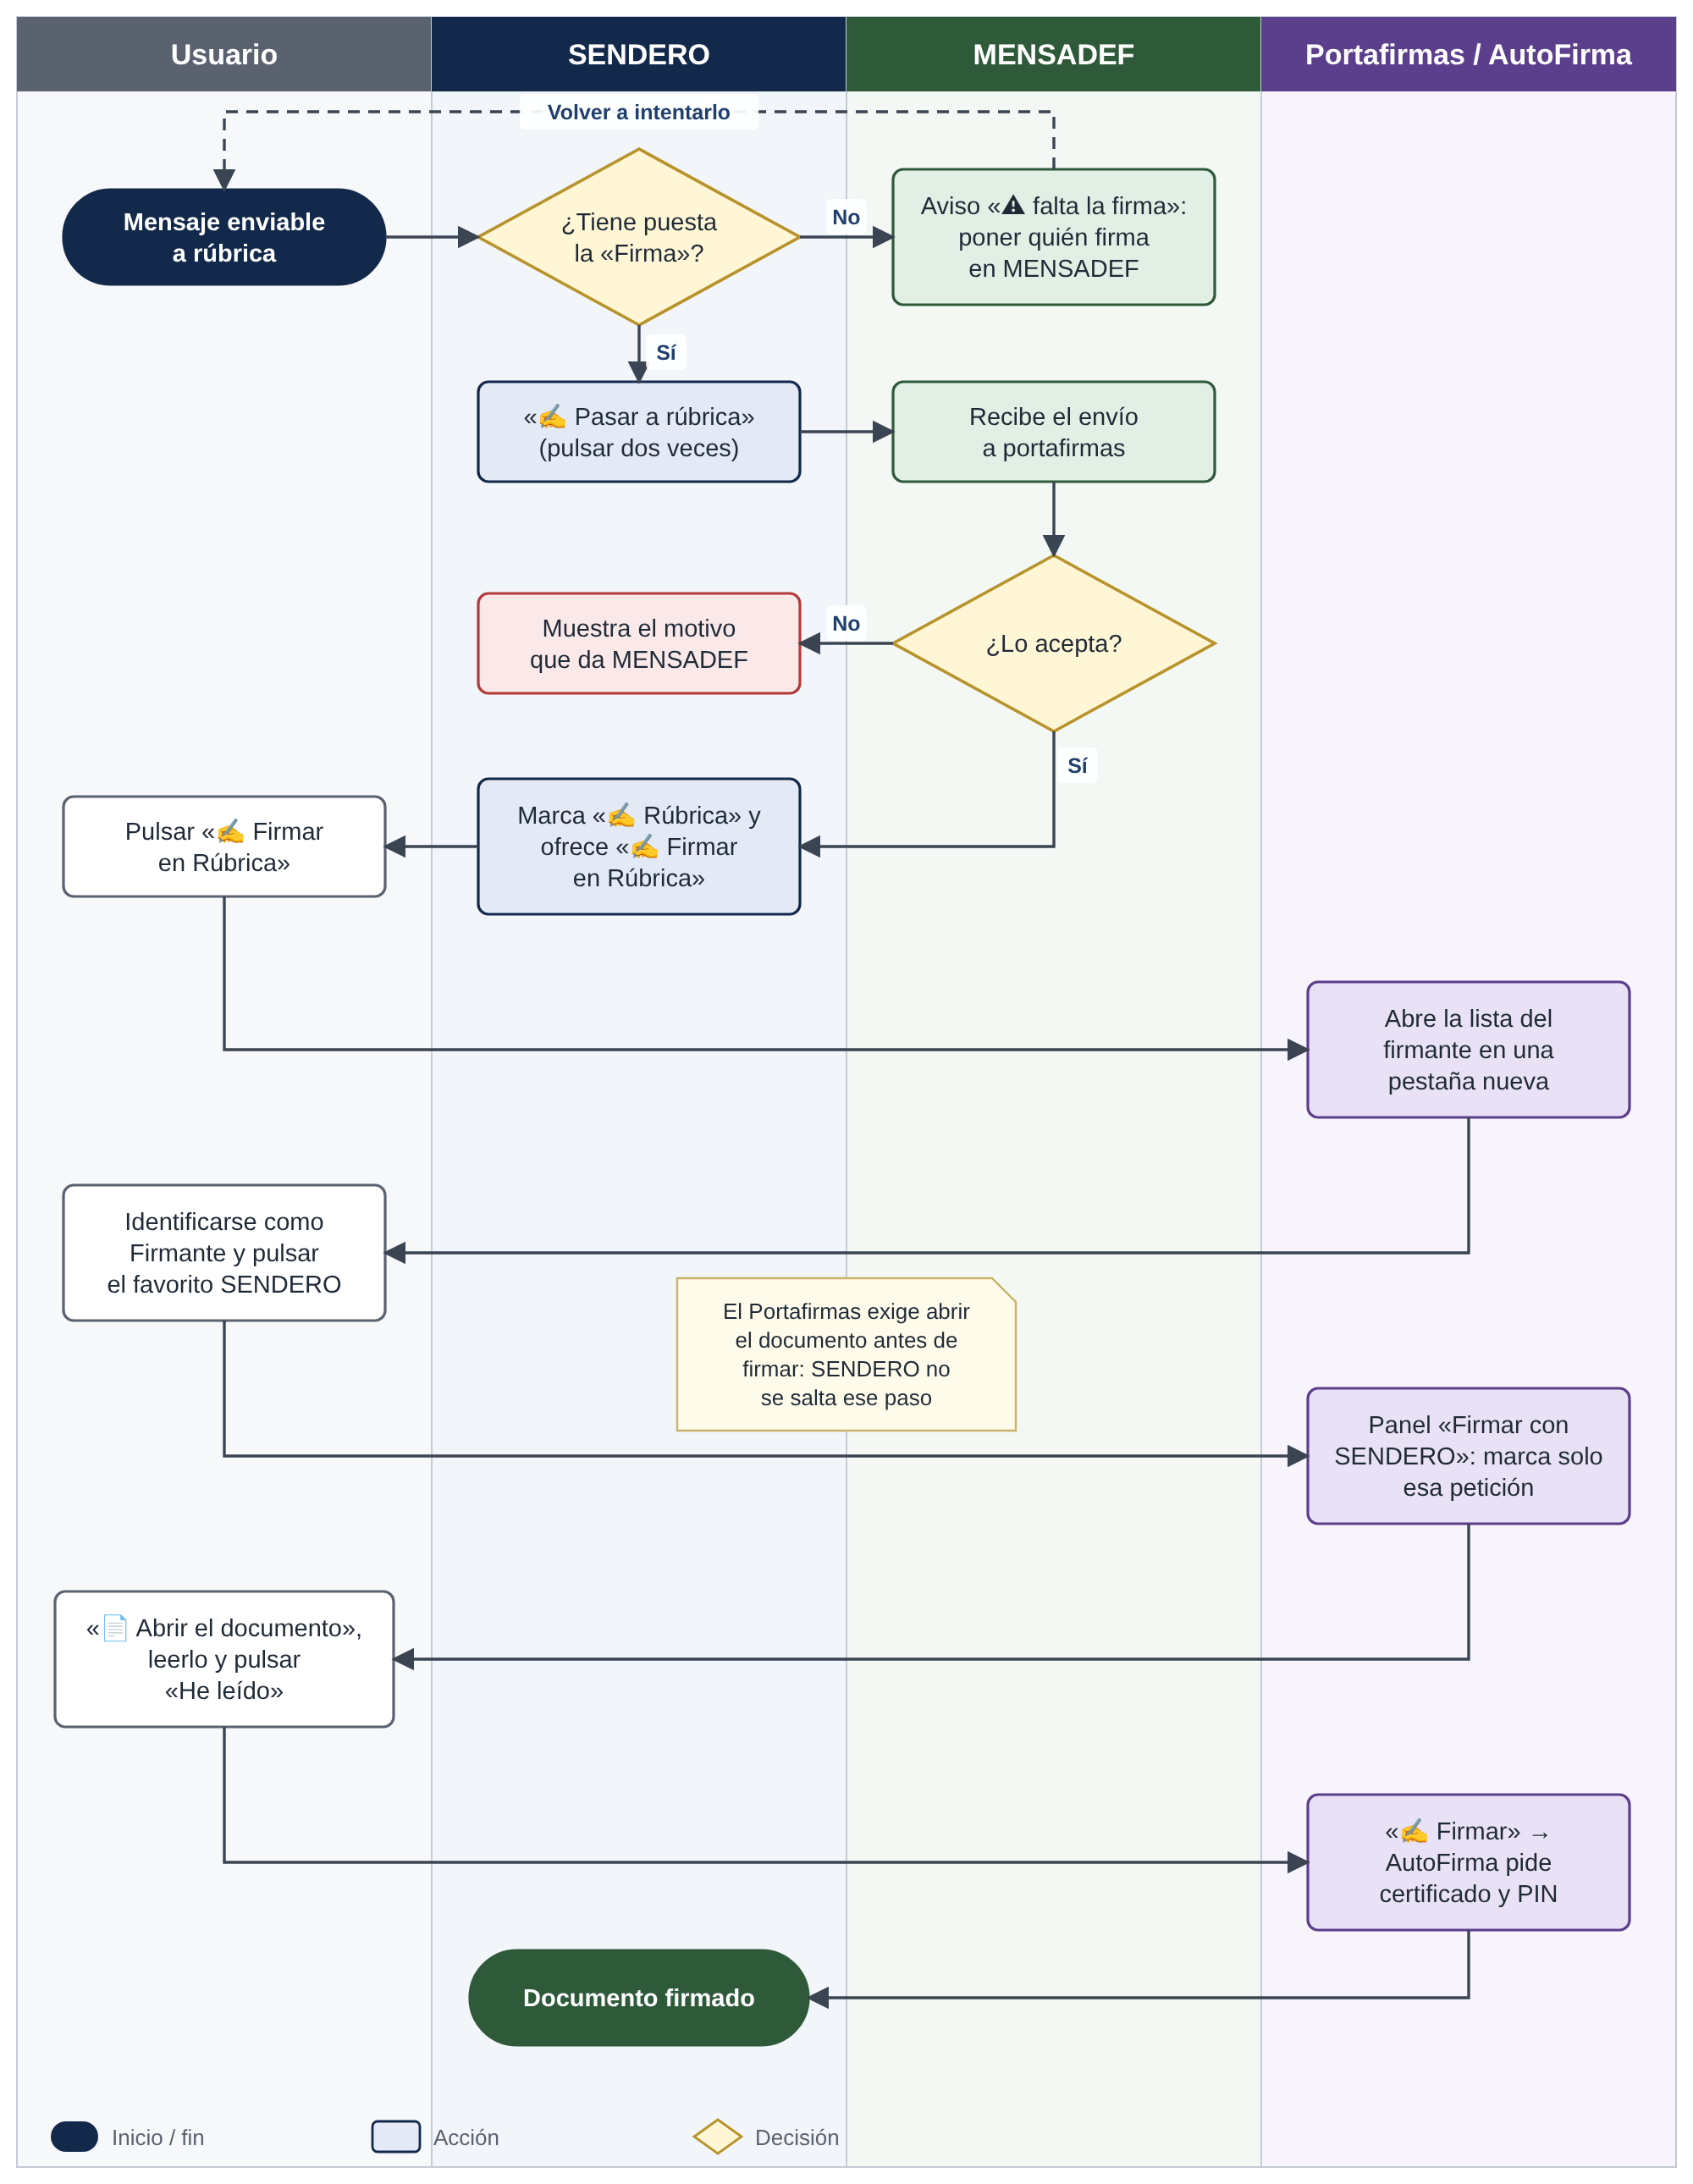 Usuario
SENDERO
MENSADEF
Portafirmas / AutoFirma
Volver a intentarlo
Mensaje enviable
a rúbrica
¿Tiene puesta
la «Firma»?
No
Aviso «⚠ falta la firma»:
poner quién firma
en MENSADEF
Sí
«✍ Pasar a rúbrica»
(pulsar dos veces)
Recibe el envío
a portafirmas
Muestra el motivo
que da MENSADEF
No
¿Lo acepta?
Sí
Pulsar «✍ Firmar
en Rúbrica»
Marca «✍ Rúbrica» y
ofrece «✍ Firmar
en Rúbrica»
Abre la lista del
firmante en una
pestaña nueva
Identificarse como
Firmante y pulsar
el favorito SENDERO
El Portafirmas exige abrir
el documento antes de
firmar: SENDERO no
se salta ese paso
Panel «Firmar con
SENDERO»: marca solo
esa petición
«📄 Abrir el documento»,
leerlo y pulsar
«He leído»
«✍ Firmar» →
AutoFirma pide
certificado y PIN
Documento firmado
Inicio / fin
Acción
Decisión